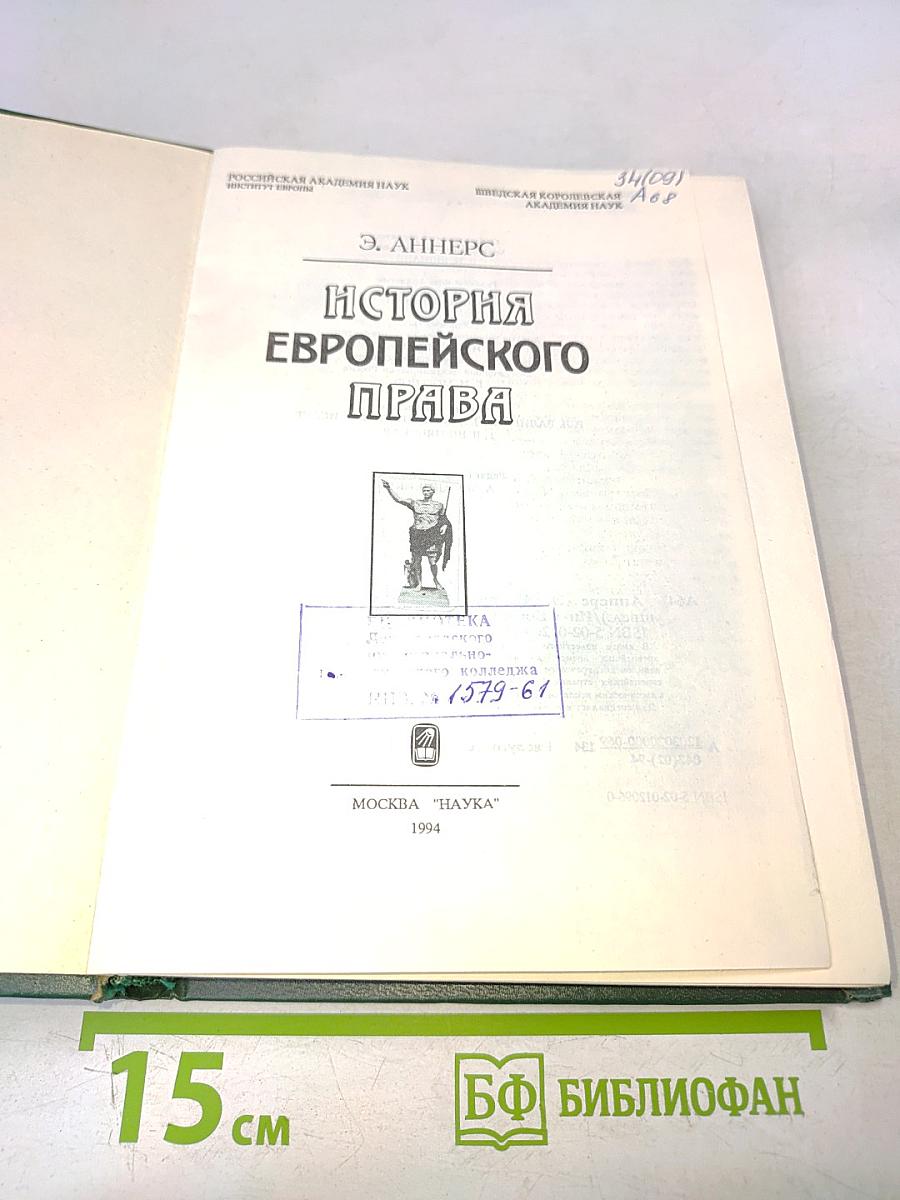 РОССИЙСКАЯ АКАДЕМИЯ НАУК
ИНСТИТУТ ЕВРОПЫ
ШВЕДСКАЯ КОРОЛЕВСКАЯ
АКАДЕМИЯ НАУК
34(09)
А68
Э. АННЕРС
ИСТОРИЯ
ЕВРОПЕЙСКОГО
ПРАВА
колледжа
1579-61
МОСКВА "НАУКА"
1994
15 см
БФ БИБЛИОФАН